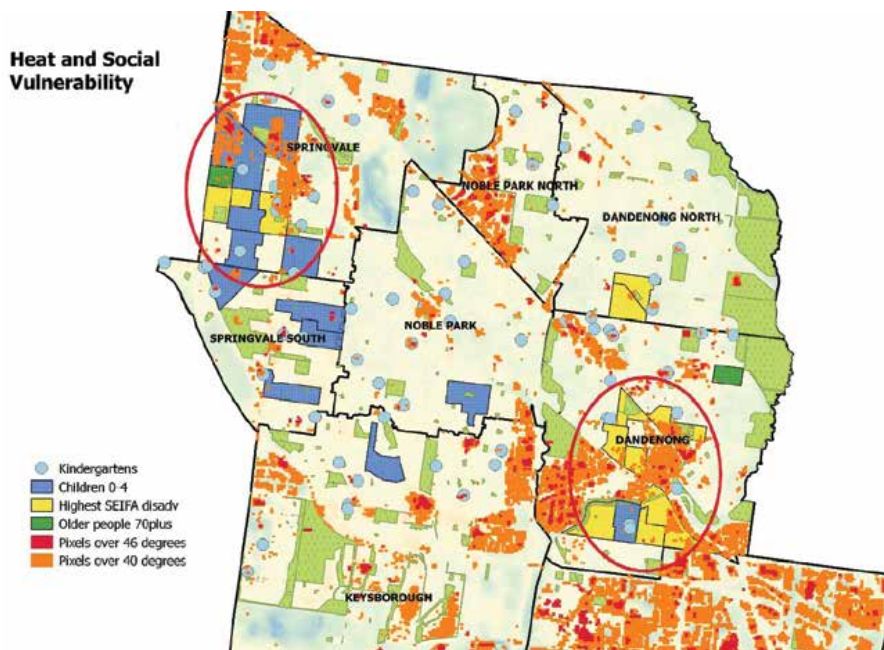 Heat and Social
Vulnerability
SPRINGVALE
NOBLE PARK NORTH
DANDENONG NORTH
NOBLE PARK
SPRINGVALE SOUTH
DANDENONG
KEYSBOROUGH
Kindergartens
Children 0-4
Highest SEIFA disadv
Older people 70plus
Pixels over 46 degrees
Pixels over 40 degrees